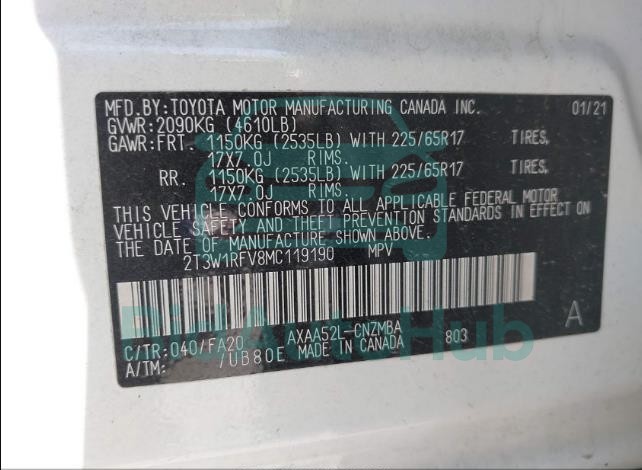 MFD.BY:TOYOTA MOTOR MANUFACTURING CANADA INC. 01/21
GVWR:2090KG (4610LB)
GAWR:FRT. 1150KG (2535LB) WITH 225/65R17 TIRES,
17X7.0J RIMS.
RR. 1150KG (2535LB) WITH 225/65R17 TIRES,
17X7.0J RIMS.
THIS VEHICLE CONFORMS TO ALL APPLICABLE FEDERAL MOTOR
VEHICLE SAFETY AND THEFT PREVENTION STANDARDS IN EFFECT ON
THE DATE OF MANUFACTURE SHOWN ABOVE.
2T3W1RFV8MC119190 MPV
A
BidAutoHub
C/TR:040/FA20 AXAA52L-CNZMBA 803
A/TM: /UB80E MADE IN CANADA